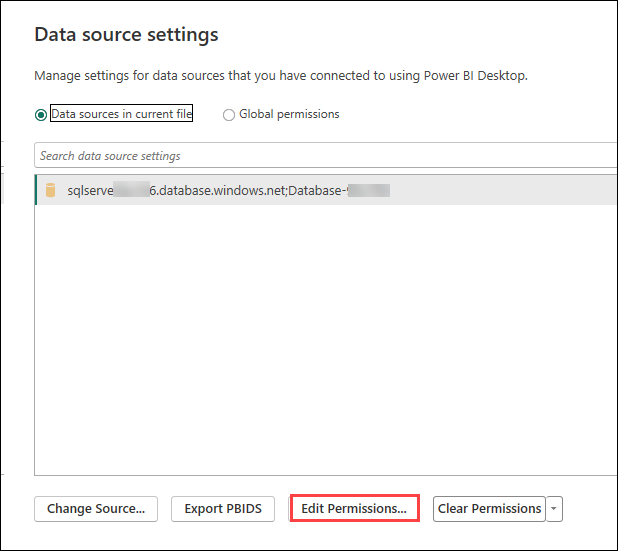 Data source settings
Manage settings for data sources that you have connected to using Power BI Desktop.
Data sources in current file Global permissions
Search data source settings
sqlserve 6.database.windows.net;Database-
Change Source... Export PBIDS Edit Permissions... Clear Permissions